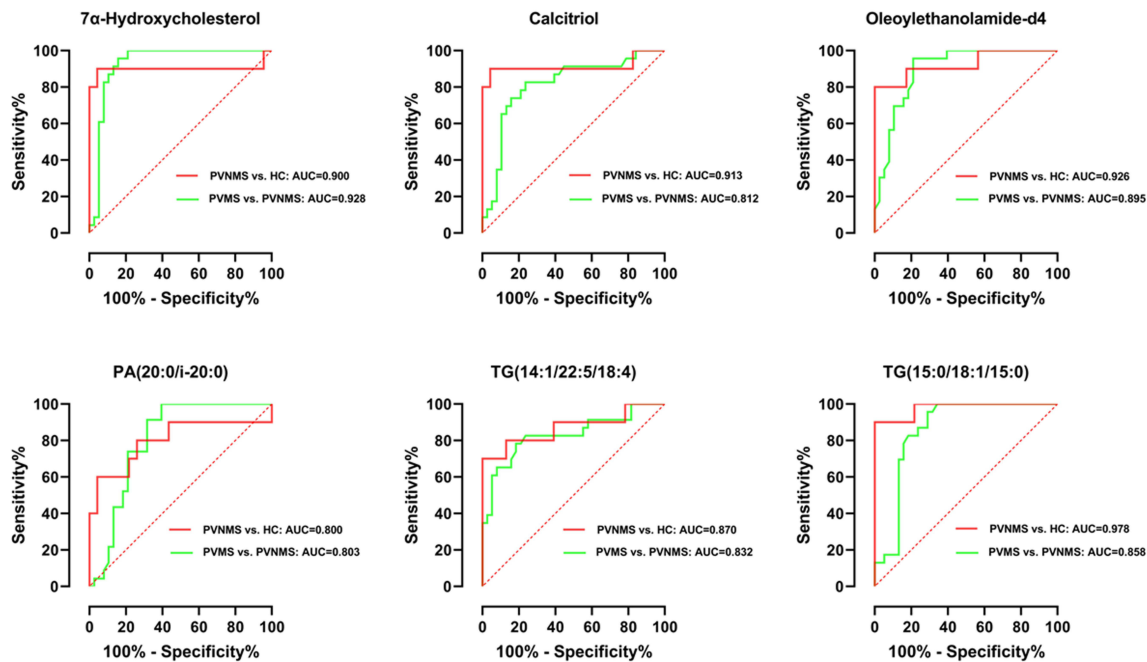 7α-Hydroxycholesterol
Sensitivity%
100
80
60
40
20
0
PVNMS vs. HC: AUC=0.900
PVMS vs. PVNMS: AUC=0.928
0 20 40 60 80 100
100% - Specificity%
Calcitriol
Sensitivity%
100
80
60
40
20
0
PVNMS vs. HC: AUC=0.913
PVMS vs. PVNMS: AUC=0.812
0 20 40 60 80 100
100% - Specificity%
Oleoylethanolamide-d4
Sensitivity%
100
80
60
40
20
0
PVNMS vs. HC: AUC=0.926
PVMS vs. PVNMS: AUC=0.895
0 20 40 60 80 100
100% - Specificity%
PA(20:0/i-20:0)
Sensitivity%
100
80
60
40
20
0
PVNMS vs. HC: AUC=0.800
PVMS vs. PVNMS: AUC=0.803
0 20 40 60 80 100
100% - Specificity%
TG(14:1/22:5/18:4)
Sensitivity%
100
80
60
40
20
0
PVNMS vs. HC: AUC=0.870
PVMS vs. PVNMS: AUC=0.832
0 20 40 60 80 100
100% - Specificity%
TG(15:0/18:1/15:0)
Sensitivity%
100
80
60
40
20
0
PVNMS vs. HC: AUC=0.978
PVMS vs. PVNMS: AUC=0.858
0 20 40 60 80 100
100% - Specificity%